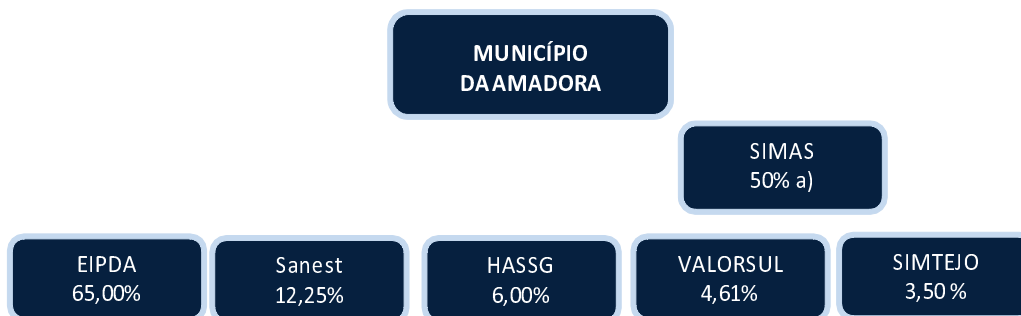 MUNICÍPIO
DA AMADORA
SIMAS
50% a)
EIPDA
65,00%
Sanest
12,25%
HASSG
6,00%
VALORSUL
4,61%
SIMTEJO
3,50 %